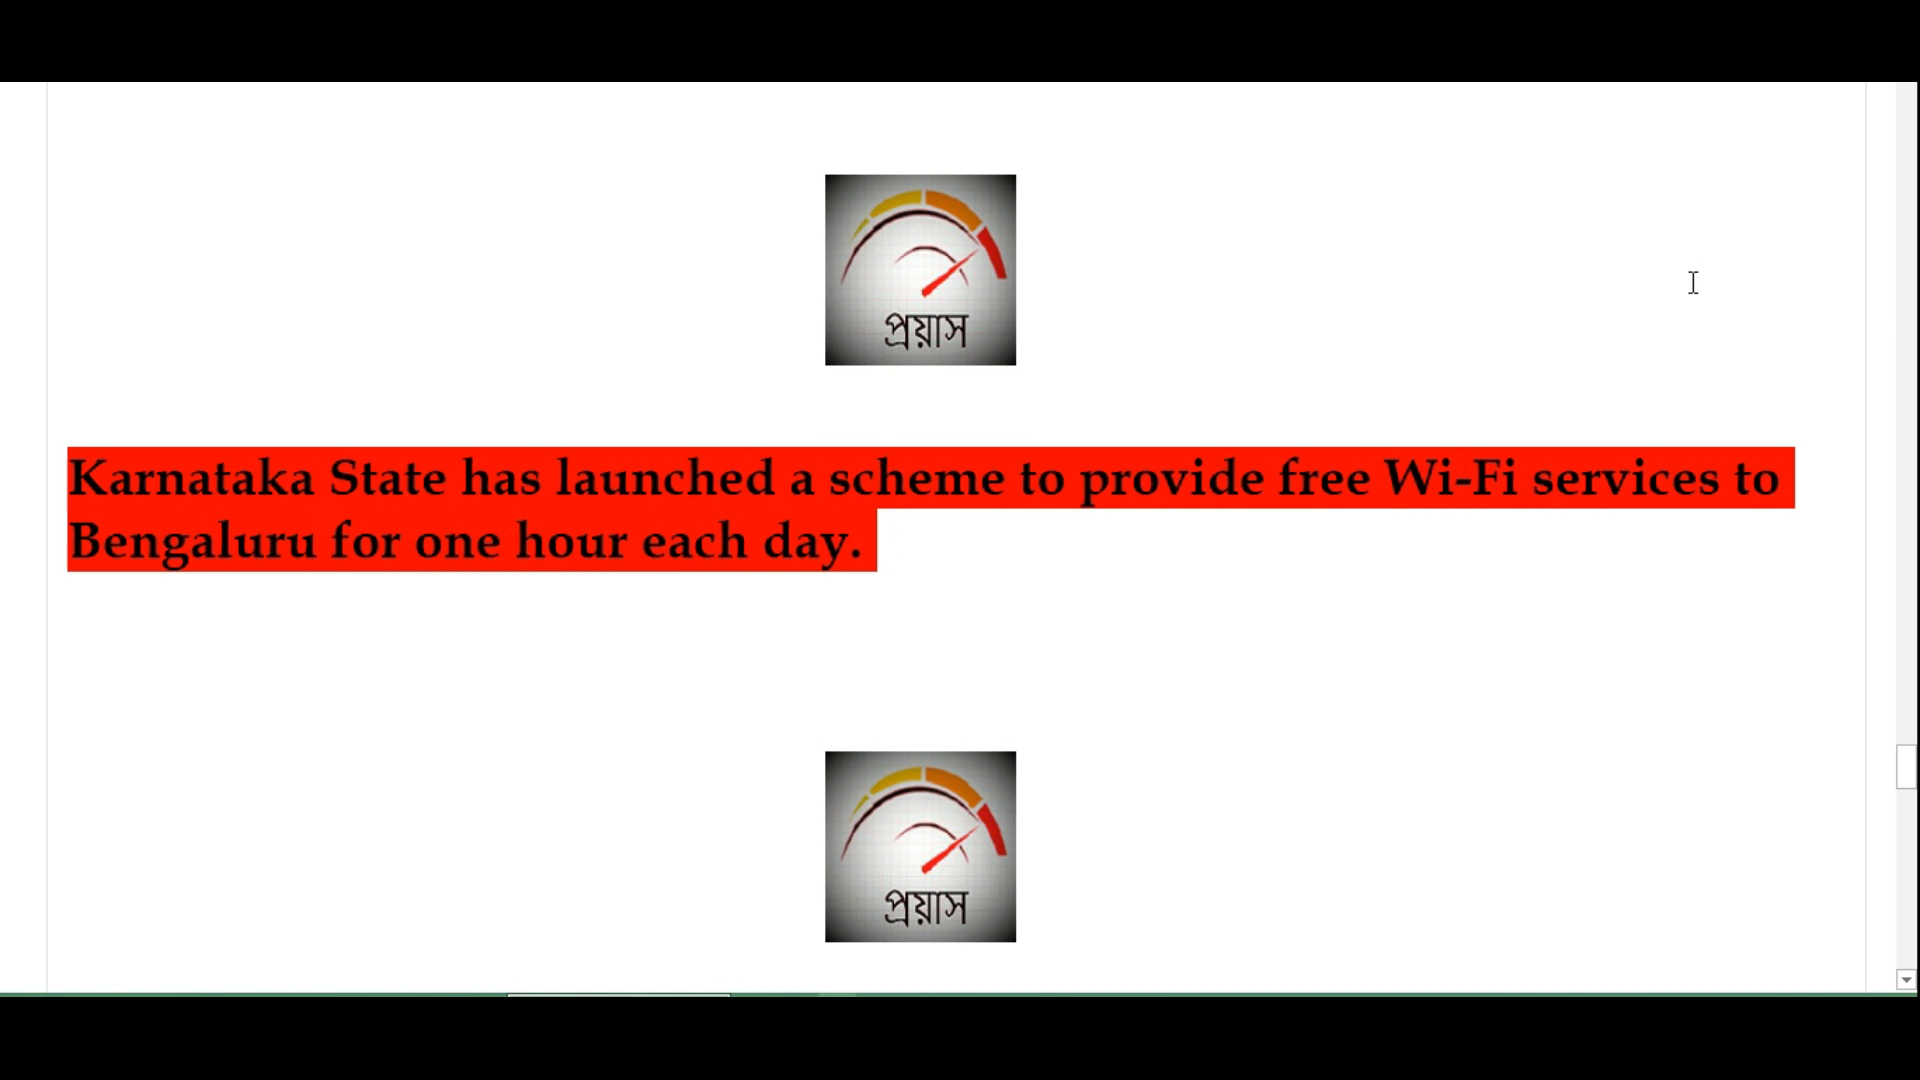 প্রয়াস
Karnataka State has launched a scheme to provide free Wi-Fi services to
Bengaluru for one hour each day.
প্রয়াস